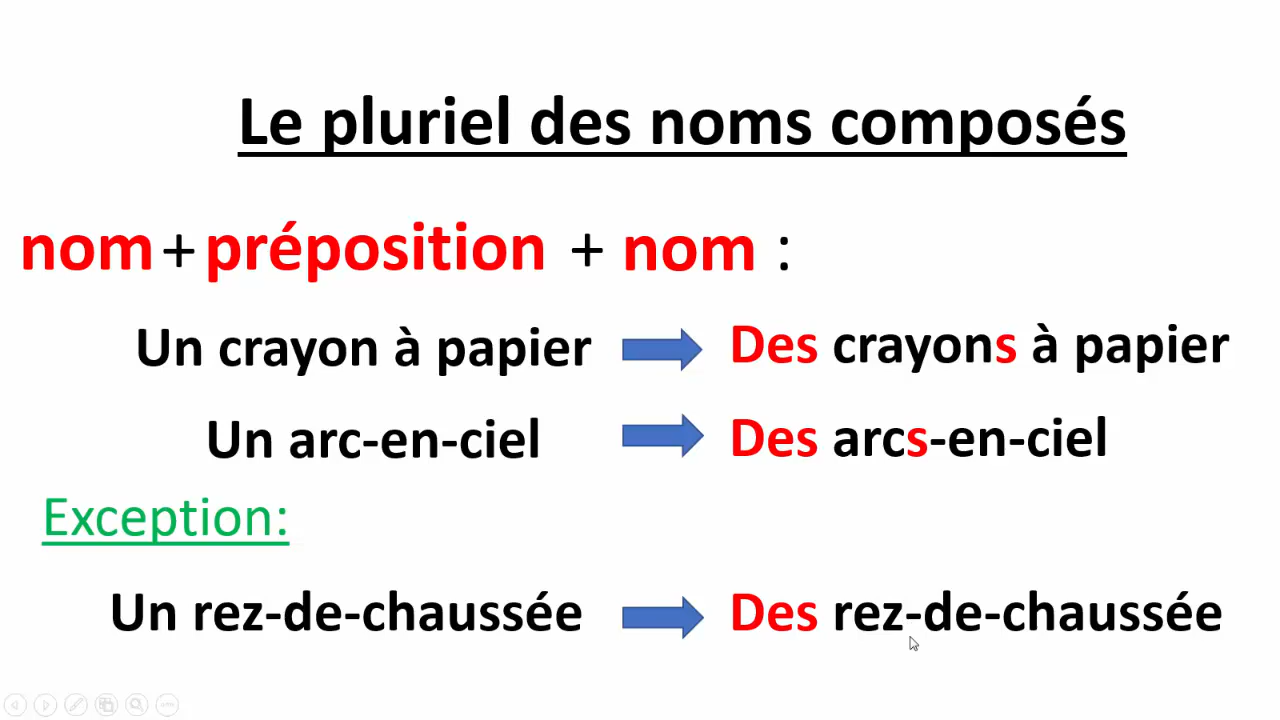 Le pluriel des noms composés
nom + préposition + nom :
Un crayon à papier Des crayons à papier
Un arc-en-ciel Des arcs-en-ciel
Exception:
Un rez-de-chaussée Des rez-de-chaussée